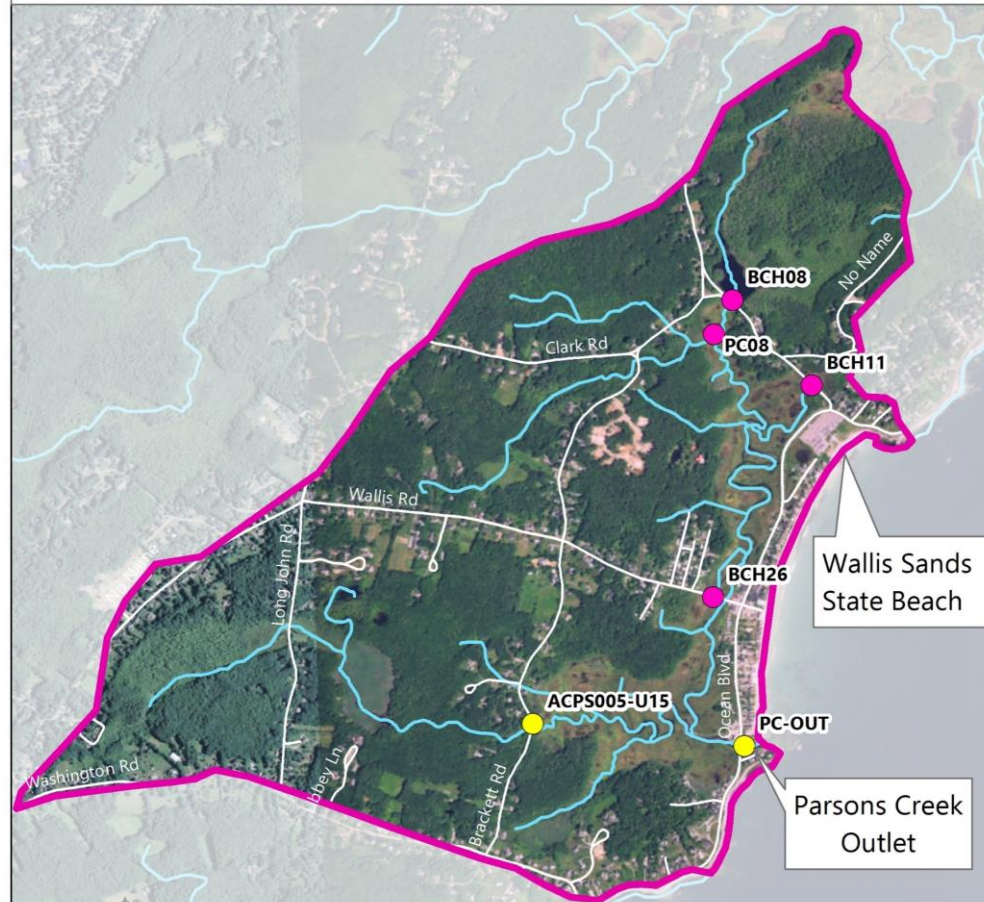 BCH08
No Name
PC08
Clark Rd
BCH11
Wallis Rd
Wallis Sands
State Beach
Long John Rd
BCH26
Ocean Blvd
ACPS005-U15
PC-OUT
Washington Rd
Brackett Rd
Parsons Creek
Outlet